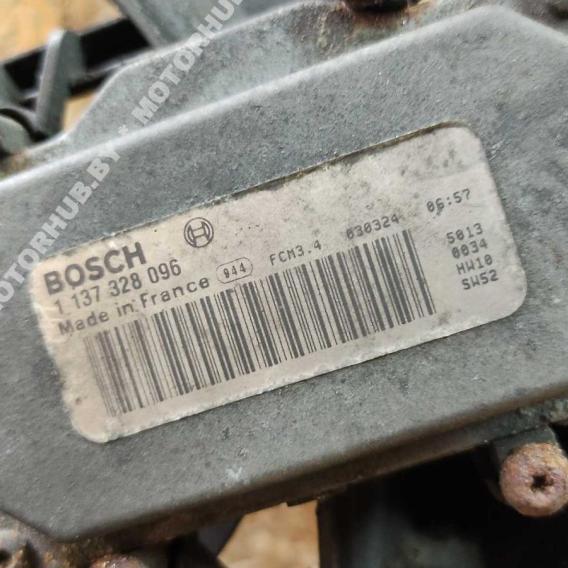 BOSCH
1 137 328 096
Made in France 944 FCM3.4 030324 06:57
5013
0034
HW10
SW52
MOTORHUB.BY * MOTORHUB